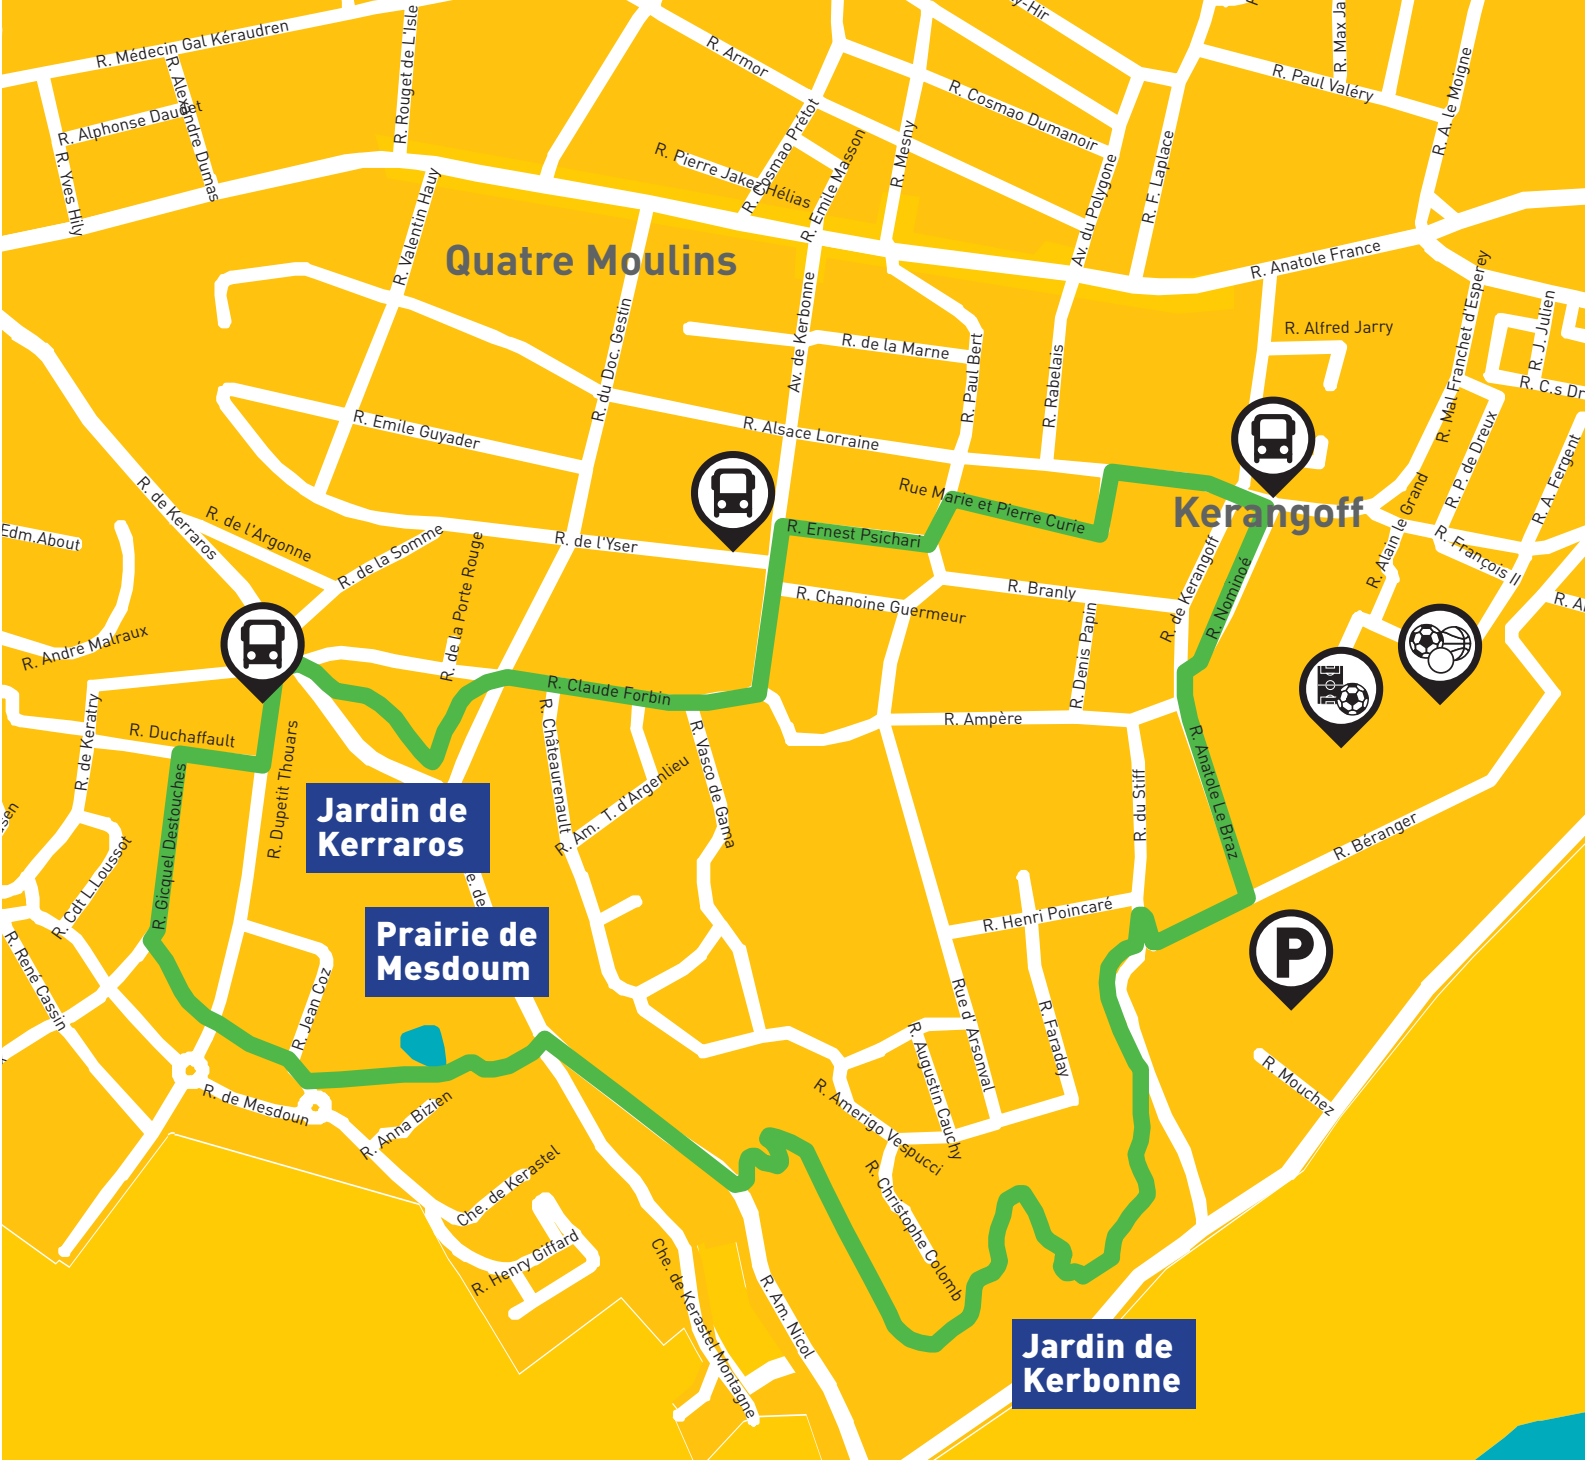 R. Médecin Gal Kéraudren
R. Rouget de L'Isle
R. Alexandre Dumas
R. Alphonse Daudet
R. Yves Hily
R. Armor
R. Cosmao Prélot
R. Pierre Jakez Hélias
R. Emile Masson
R. Mesny
R. Cosmao Dumanoir
Av. du Polygone
R. F. Laplace
R. Paul Valéry
R. Max Ja
R. A. le Moigne
R. Valentin Hauy
Quatre Moulins
R. Anatole France
R. Mal Franchet d'Esperey
R. J. Julien
R. C.s Dr
R. Alfred Jarry
R. du Doc. Gestin
Av. de Kerbonne
R. de la Marne
R. Paul Bert
R. Rabelais
R. Emile Guyader
R. Alsace Lorraine
R. P. de Dreux
R. A. Fergent
R. Alain le Grand
R. François II
Kerangoff
Rue Marie et Pierre Curie
R. Ernest Psichari
R. de Kerraros
R. de l'Argonne
R. de la Somme
R. de la Porte Rouge
R. de l'Yser
Edm.About
R. André Malraux
R. Chanoine Guermeur
R. Branly
R. Denis Papin
R. de Kerangoff
R. Nominoé
R. Claude Forbin
R. Ampère
R. de Keratry
R. Duchaffault
R. Dupetit Thouars
R. Gicquel Destouches
R. Châteaurenault
R. Am. T. d'Argenlieu
R. Vasco de Gama
R. du Stiff
R. Anatole Le Braz
R. Béranger
Jardin de
Kerraros
R. Cdt L.Loussot
R. René Cassin
e. de
Prairie de
Mesdoum
R. Henri Poincaré
P
R. Jean Coz
Rue d' Arsonval
R. Faraday
R. Augustin Cauchy
R. Mouchez
R. de Mesdoun
R. Anna Bizien
R. Amerigo Vespucci
R. Christophe Colomb
Che. de Kerastel
R. Henry Giffard
Che. de Kerastel Montagne
R. Am. Nicol
Jardin de
Kerbonne